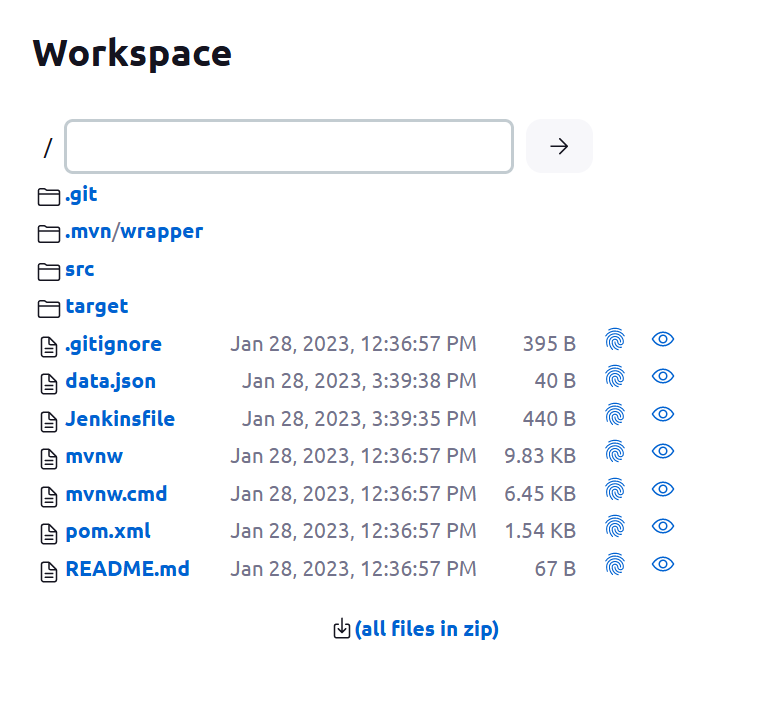 Workspace
/
.git
.mvn/wrapper
src
target
.gitignore Jan 28, 2023, 12:36:57 PM 395 B
data.json Jan 28, 2023, 3:39:38 PM 40 B
Jenkinsfile Jan 28, 2023, 3:39:35 PM 440 B
mvnw Jan 28, 2023, 12:36:57 PM 9.83 KB
mvnw.cmd Jan 28, 2023, 12:36:57 PM 6.45 KB
pom.xml Jan 28, 2023, 12:36:57 PM 1.54 KB
README.md Jan 28, 2023, 12:36:57 PM 67 B
(all files in zip)